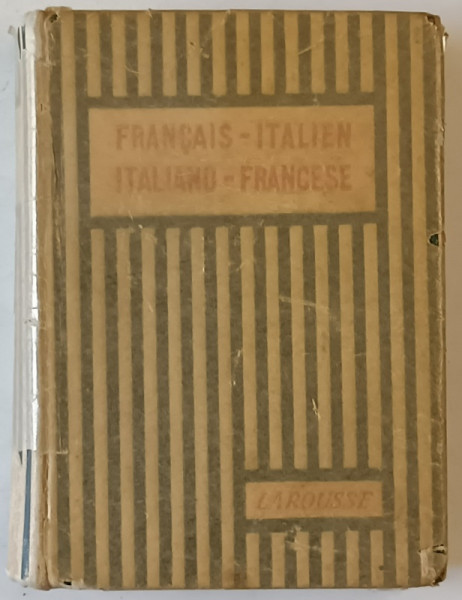 FRANÇAIS - ITALIEN
ITALIANO - FRANCESE
LAROUSSE